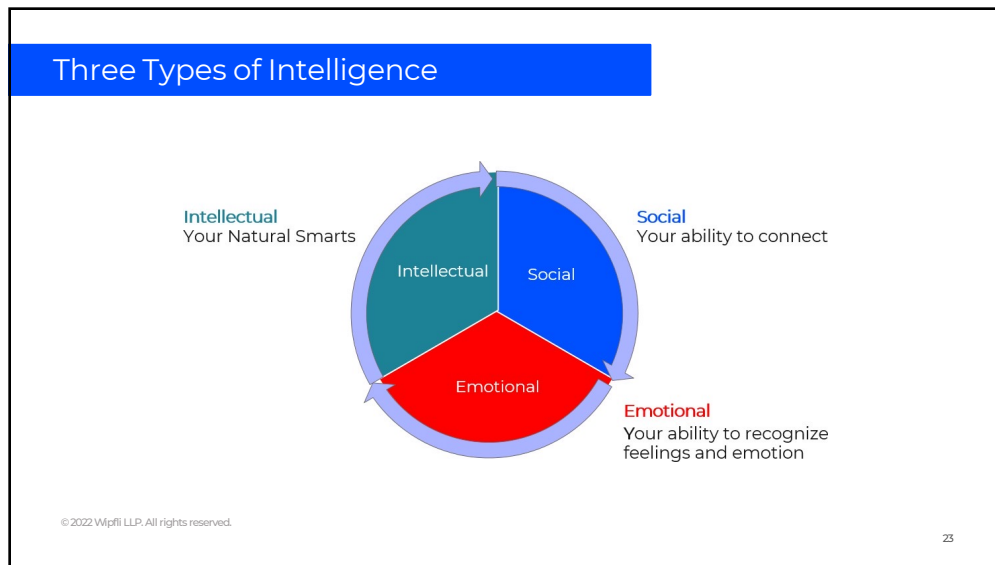 Three Types of Intelligence
Intellectual
Your Natural Smarts
Social
Your ability to connect
Intellectual
Social
Emotional
Emotional
Your ability to recognize
feelings and emotion
© 2022 Wipfli LLP. All rights reserved.
23